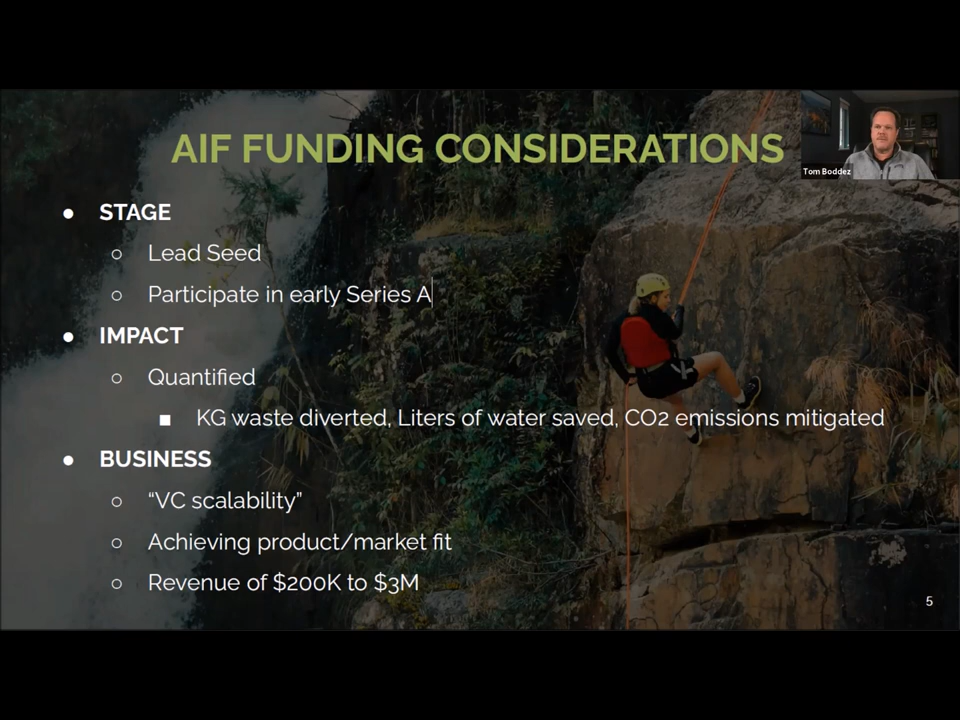 AIF FUNDING CONSIDERATIONS
Tom Boddez
● STAGE
○ Lead Seed
○ Participate in early Series A
● IMPACT
○ Quantified
■ KG waste diverted, Liters of water saved, CO2 emissions mitigated
● BUSINESS
○ “VC scalability”
○ Achieving product/market fit
○ Revenue of $200K to $3M
5